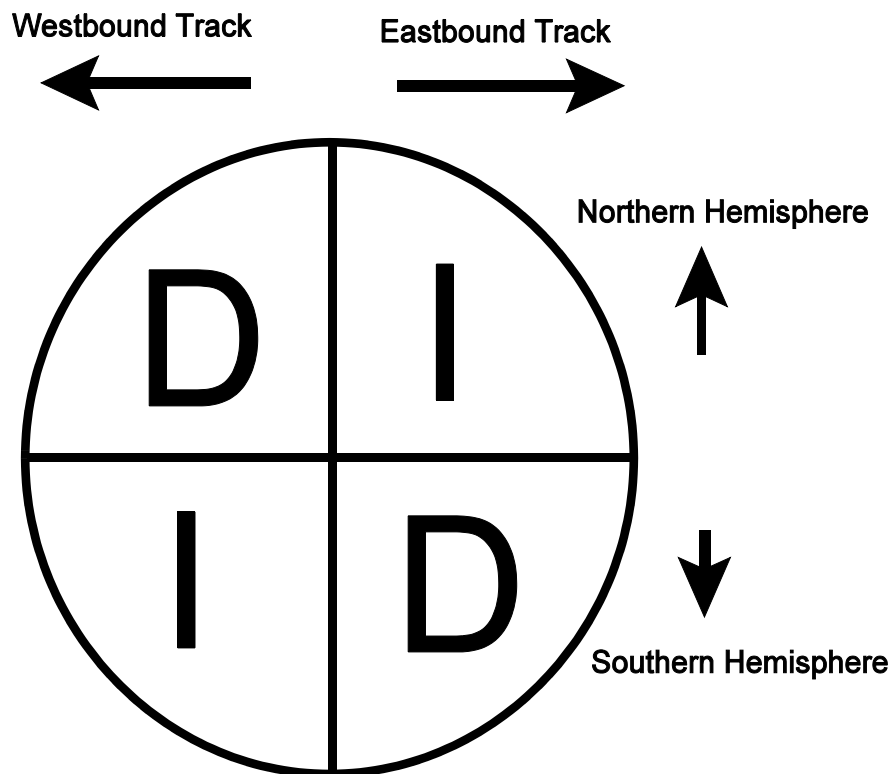 Westbound Track
Eastbound Track
Northern Hemisphere
D I
I D
Southern Hemisphere